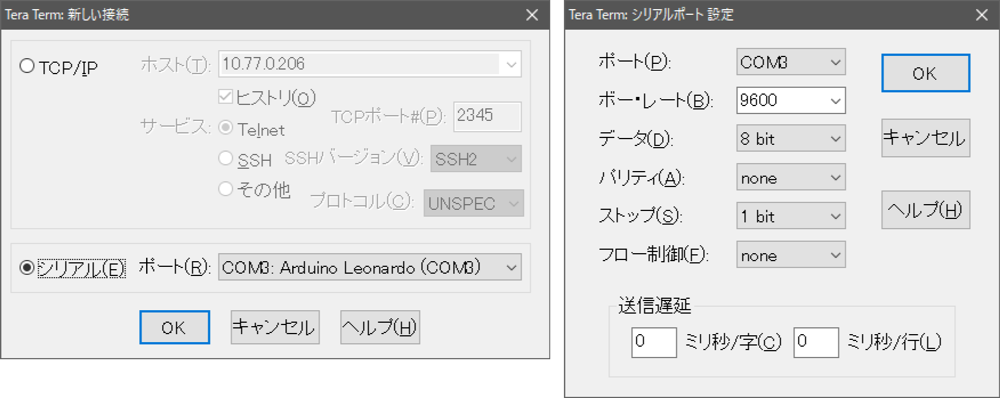 Tera Term: 新しい接続
TCP/IP
ホスト(T):
10.77.0.206
ヒストリ(O)
サービス:
Telnet
TCPポート#(P):
2345
SSH
SSHバージョン(V):
SSH2
その他
プロトコル(C):
UNSPEC
シリアル(E)
ポート(R):
COM3: Arduino Leonardo (COM3)
OK
キャンセル
ヘルプ(H)
Tera Term: シリアルポート 設定
ポート(P):
COM3
OK
ボー・レート(B):
9600
データ(D):
8 bit
キャンセル
パリティ(A):
none
ストップ(S):
1 bit
ヘルプ(H)
フロー制御(F):
none
送信遅延
0
ミリ秒/字(C)
0
ミリ秒/行(L)